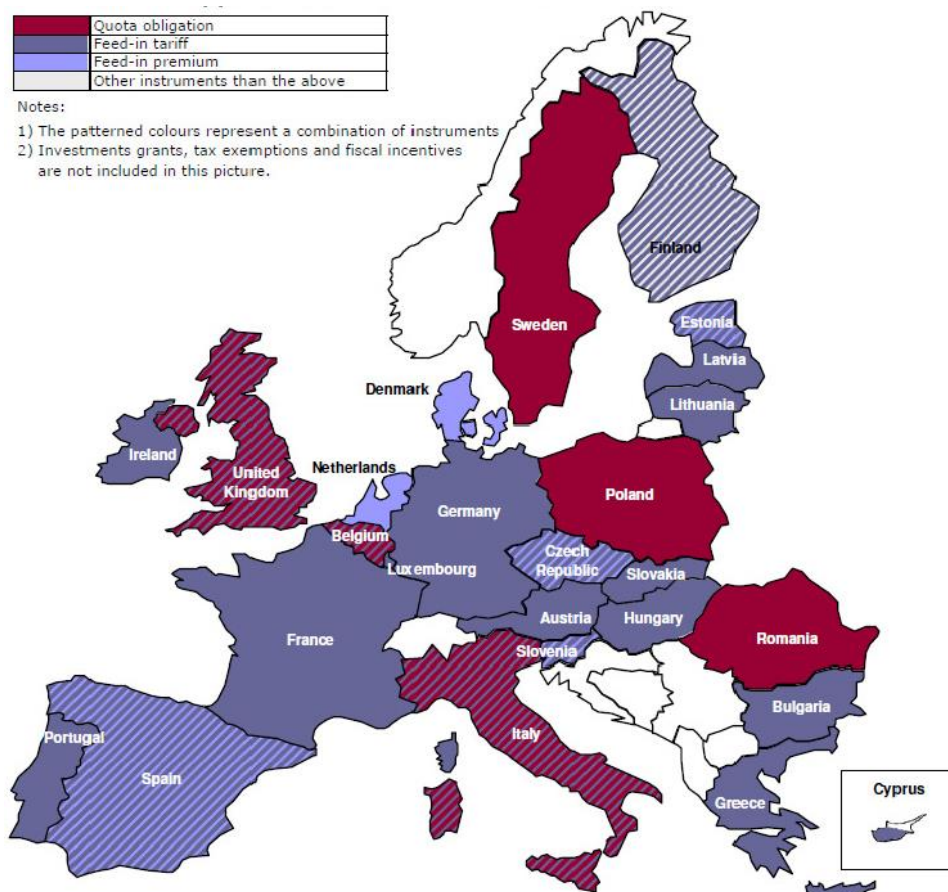 Quota obligation
Feed-in tariff
Feed-in premium
Other instruments than the above
Notes:
1) The patterned colours represent a combination of instruments
2) Investments grants, tax exemptions and fiscal incentives
are not included in this picture.
Finland
Sweden
Estonia
Latvia
Lithuania
Denmark
Ireland
United
Kingdom
Netherlands
Belgium
Germany
Poland
Luxembourg
Czech
Republic
Slovakia
France
Austria
Hungary
Slovenia
Romania
Bulgaria
Portugal
Spain
Italy
Greece
Cyprus